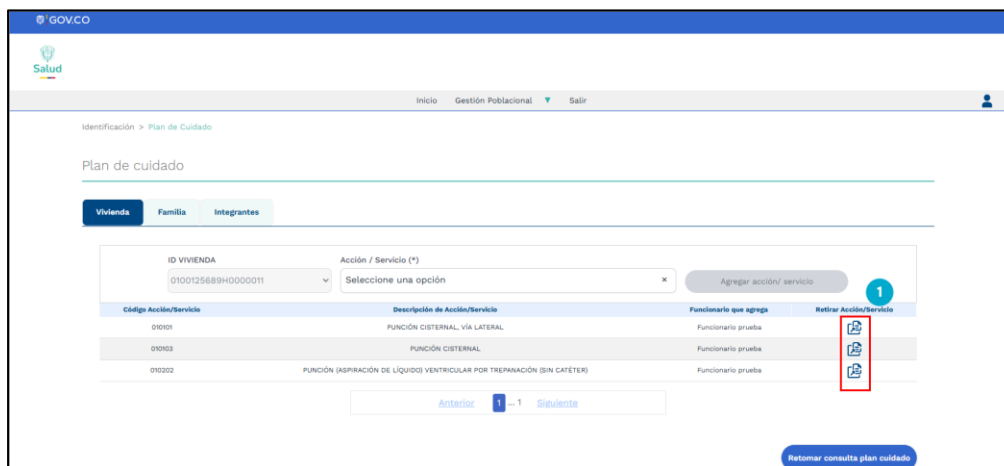 GOV.CO
Salud
Inicio Gestión Poblacional Salir
Identificación > Plan de Cuidado
Plan de cuidado
Vivienda Familia Integrantes
ID VIVIENDA Acción / Servicio (*)
0100125689H0000011 Seleccione una opción × Agregar acción/ servicio
1
Código Acción/Servicio Descripción de Acción/Servicio Funcionario que agrega Retirar Acción/Servicio
010101 PUNCIÓN CISTERNAL, VÍA LATERAL Funcionario prueba
010103 PUNCIÓN CISTERNAL Funcionario prueba
010202 PUNCIÓN (ASPIRACIÓN DE LÍQUIDO) VENTRICULAR POR TREPANACIÓN (SIN CATÉTER) Funcionario prueba
Anterior 1 ... 1 Siguiente
Retomar consulta plan cuidado